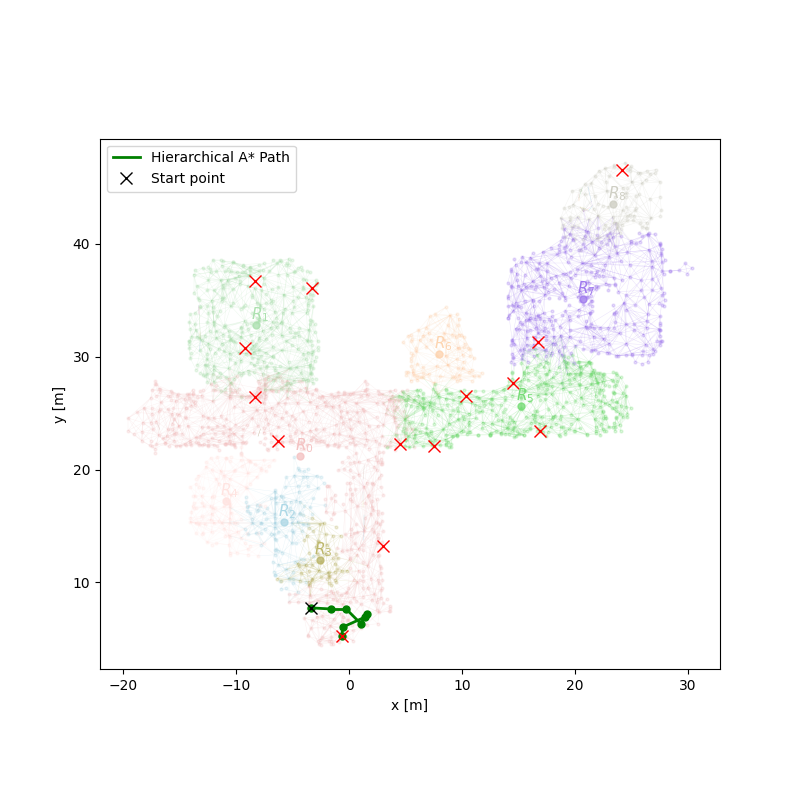 Hierarchical A* Path
Start point
R8
R7
R1
R6
R5
R0
R2
R3
40
30
20
10
−20
−10
0
10
20
30
x [m]
y [m]